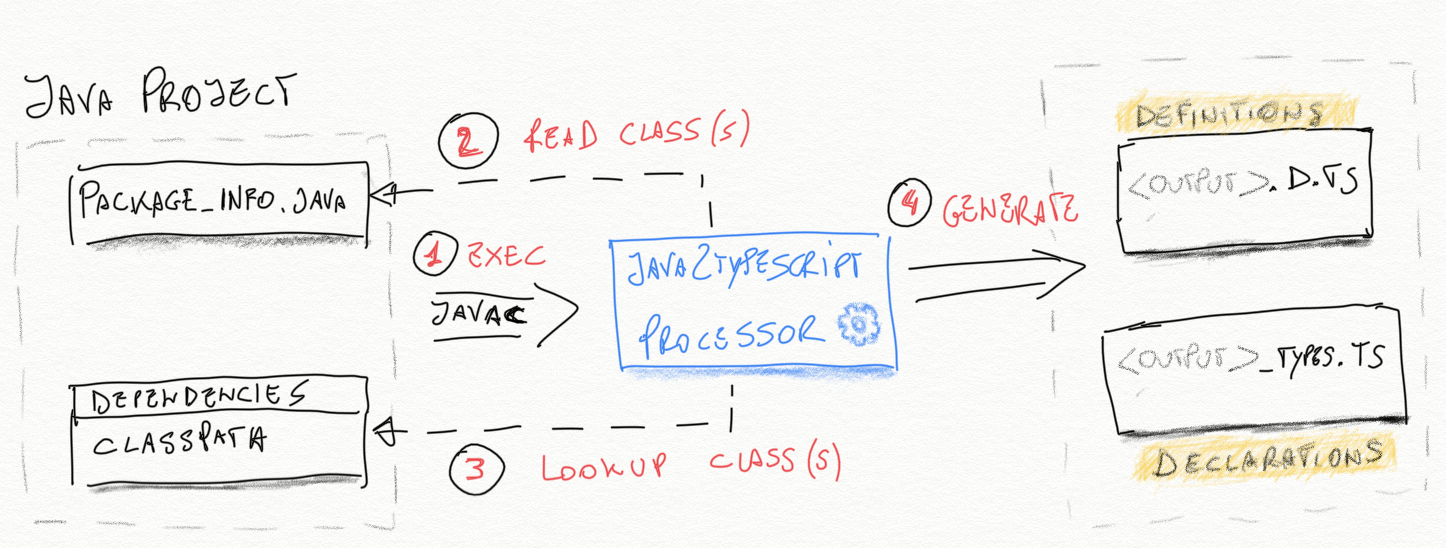 JAVA PROJECT
PACKAGE_INFO.JAVA
DEPENDENCIES
CLASSPATH
2 READ CLASS(S)
1 EXEC
JAVAC
JAVA2TYPESCRIPT
PROCESSOR
3 LOOKUP CLASS(S)
4 GENERATE
DEFINITIONS
<OUTPUT>.D.TS
<OUTPUT>_TYPES.TS
DECLARATIONS